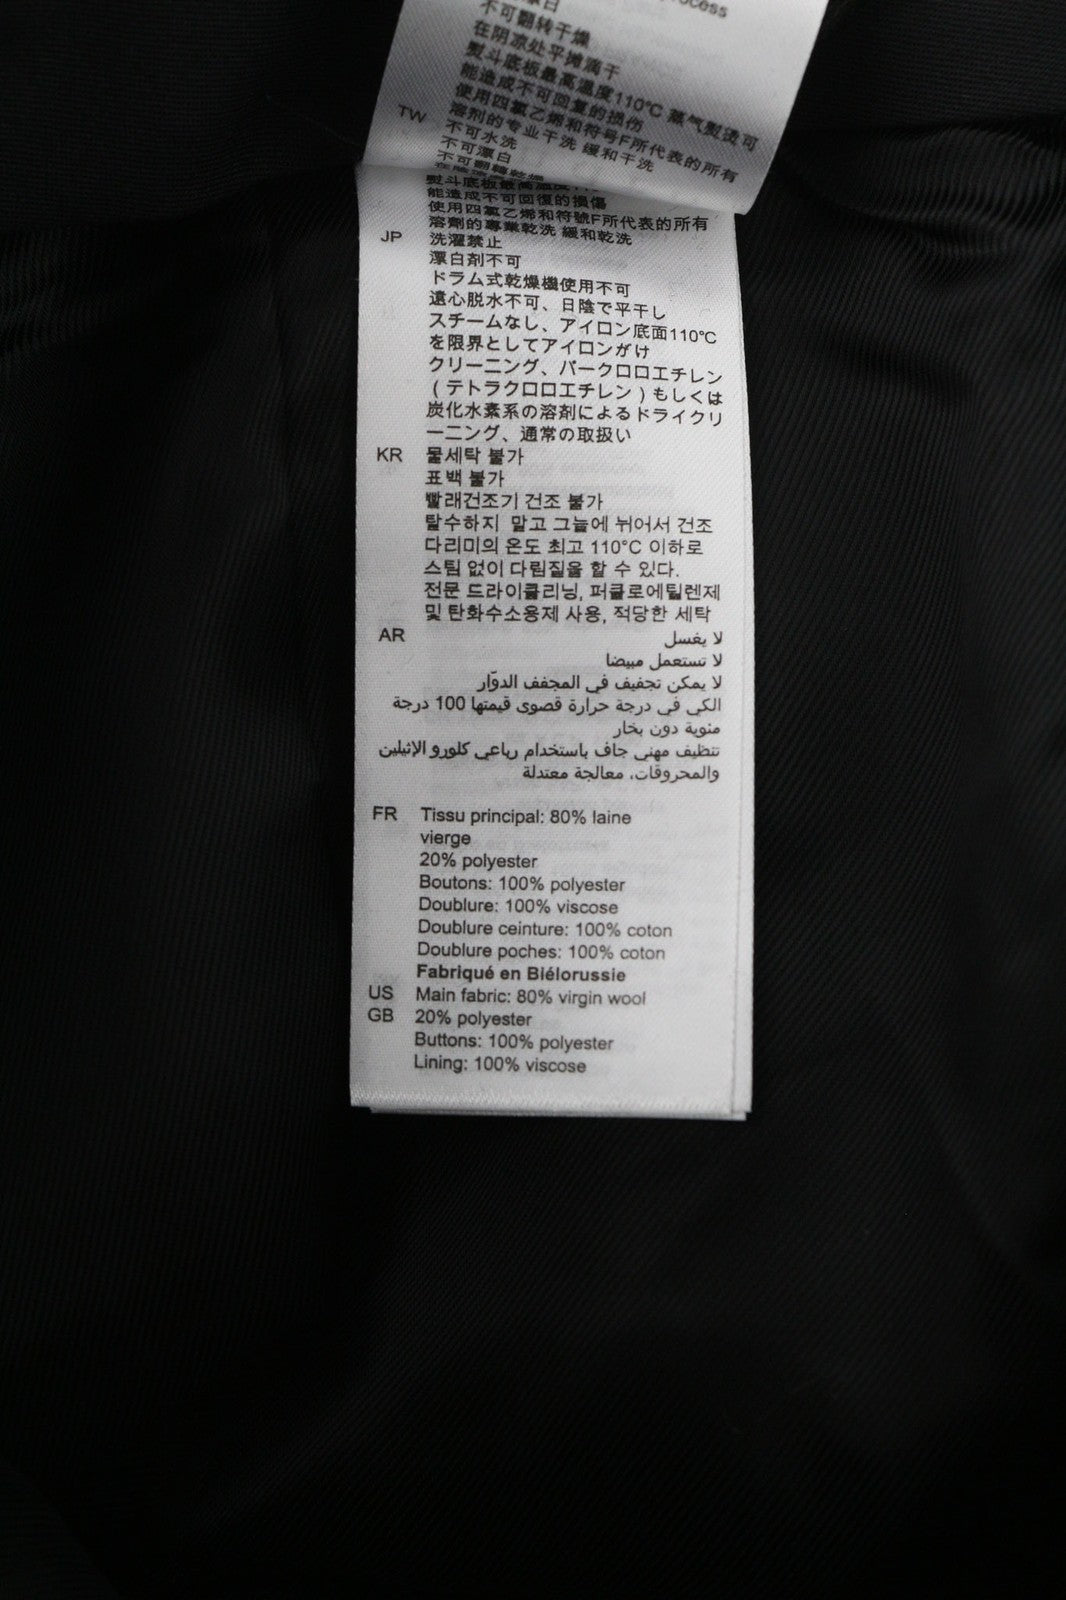 process
不可翻转干燥
在阴凉处平摊滴干
熨斗底板最高温度110°C 蒸气熨烫可
能造成不可回复的损伤
使用四氯乙烯和符号F所代表的所有
溶剂的专业干洗 缓和干洗
TW 不可水洗
不可漂白
不可翻轉乾燥
熨斗底板最高溫度
能造成不可回復的損傷
使用四氯乙烯和符號F所代表的所有
溶劑的專業乾洗 緩和乾洗
JP 洗濯禁止
漂白剤不可
ドラム式乾燥機使用不可
遠心脱水不可、日陰で平干し
スチームなし、アイロン底面110°C
を限界としてアイロンがけ
クリーニング、パークロロエチレン
(テトラクロロエチレン)もしくは
炭化水素系の溶剤によるドライクリ
ーニング、通常の取扱い
KR 물세탁 불가
표백 불가
빨래건조기 건조 불가
탈수하지 말고 그늘에 뉘어서 건조
다리미의 온도 최고 110°C 이하로
스팀 없이 다림질을 할 수 있다.
전문 드라이클리닝, 퍼클로에틸렌제
및 탄화수소용제 사용, 적당한 세탁
AR لا يغسل
لا تستعمل مبيضا
لا يمكن تجفيف في المجفف الدوّار
الكي في درجة حرارة قصوى قيمتها 100 درجة
مئوية دون بخار
تنظيف مهني جاف باستخدام رباعي كلورو الإثيلين
والمحروقات، معالجة معتدلة
FR Tissu principal: 80% laine
vierge
20% polyester
Boutons: 100% polyester
Doublure: 100% viscose
Doublure ceinture: 100% coton
Doublure poches: 100% coton
Fabriqué en Biélorussie
US Main fabric: 80% virgin wool
GB 20% polyester
Buttons: 100% polyester
Lining: 100% viscose